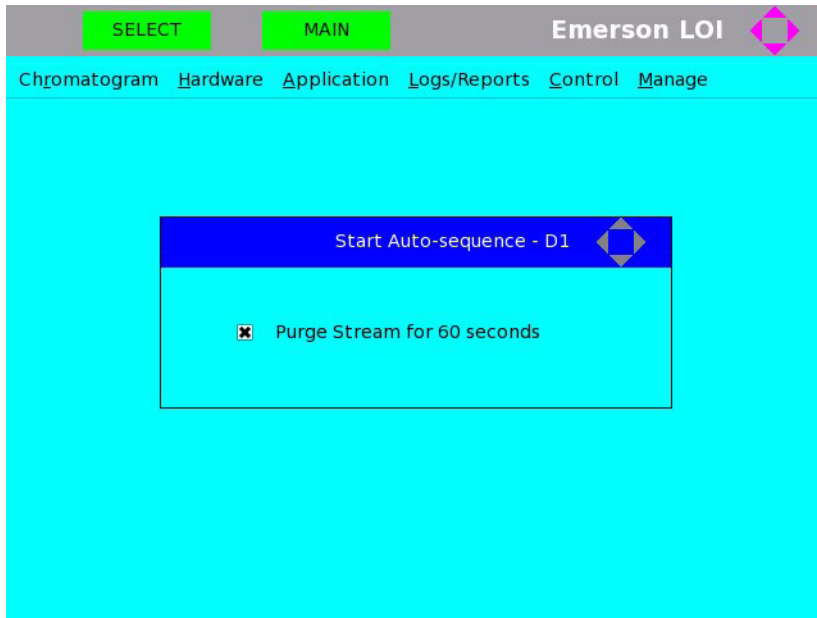 SELECT MAIN Emerson LOI
Chromatogram Hardware Application Logs/Reports Control Manage
Start Auto-sequence - D1
Purge Stream for 60 seconds